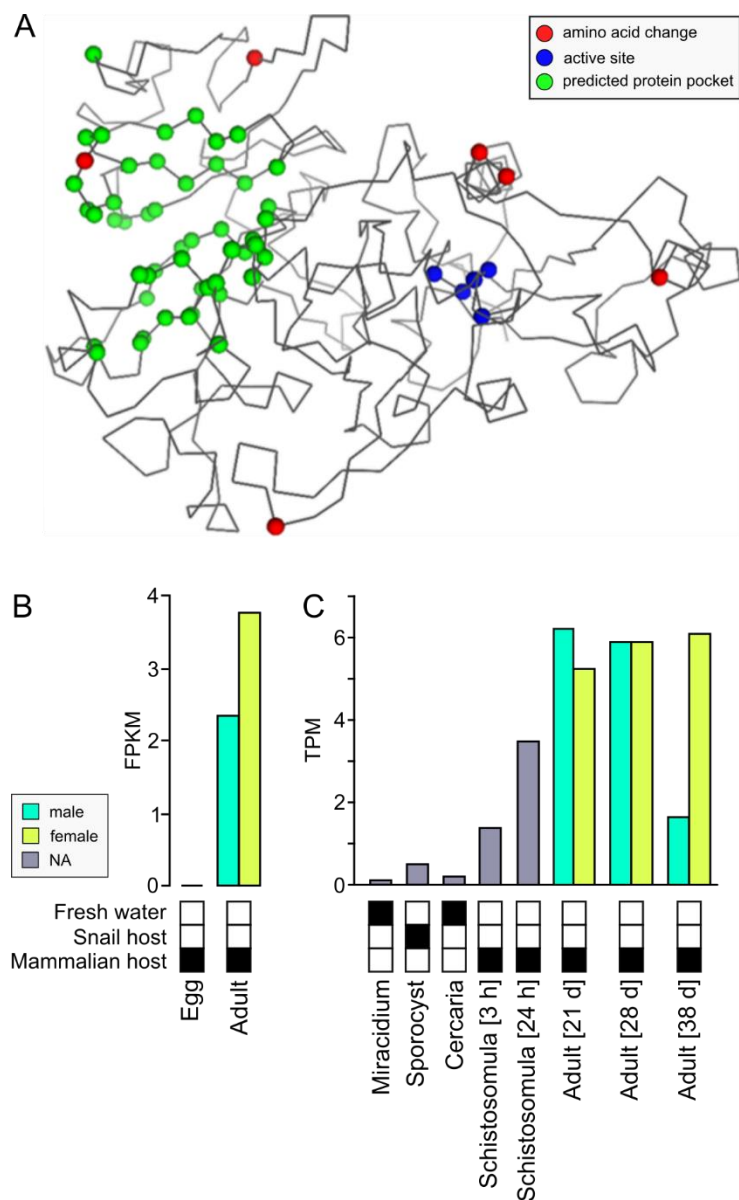 A
amino acid change
active site
predicted protein pocket
B
C
4
3
2
1
0
FPKM
6
4
2
0
TPM
male
female
NA
Fresh water
Snail host
Mammalian host
Egg
Adult
Miracidium
Sporocyst
Cercaria
Schistosomula [3 h]
Schistosomula [24 h]
Adult [21 d]
Adult [28 d]
Adult [38 d]